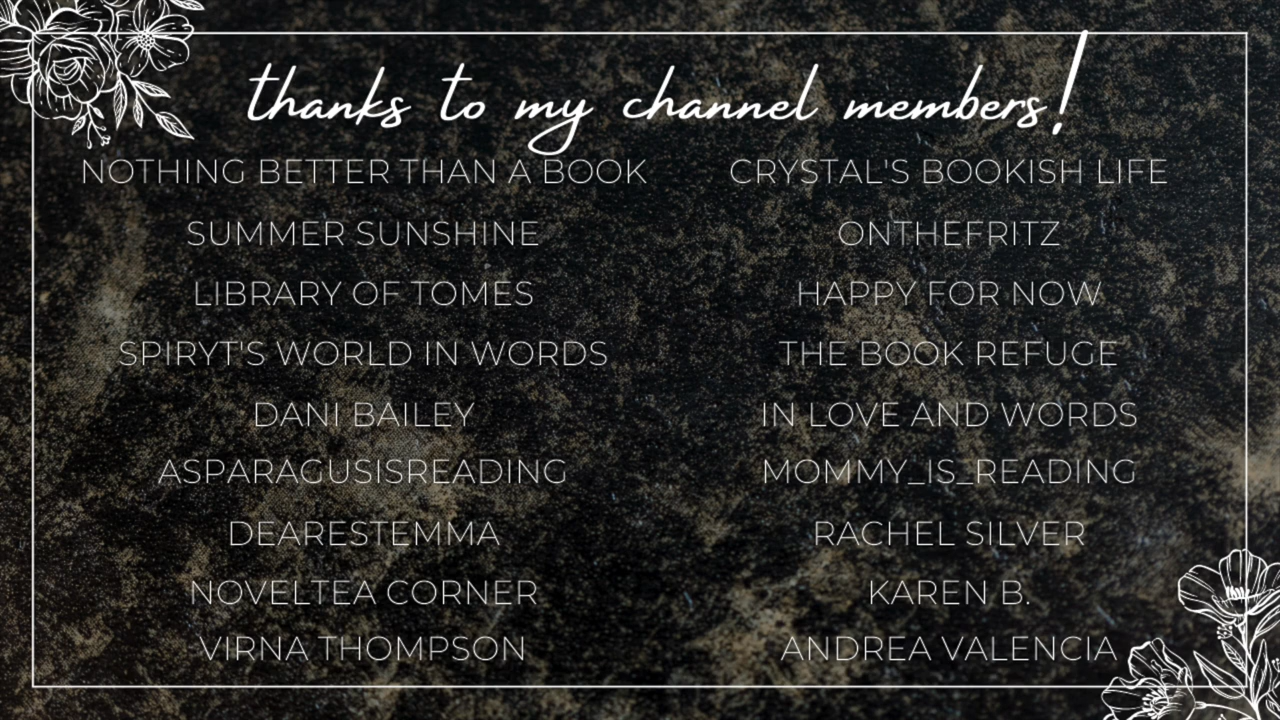 thanks to my channel members!
NOTHING BETTER THAN A BOOK
SUMMER SUNSHINE
LIBRARY OF TOMES
SPIRYT'S WORLD IN WORDS
DANI BAILEY
ASPARAGUSISREADING
DEARESTEMMA
NOVELTEA CORNER
VIRNA THOMPSON
CRYSTAL'S BOOKISH LIFE
ONTHEFRITZ
HAPPY FOR NOW
THE BOOK REFUGE
IN LOVE AND WORDS
MOMMY_IS_READING
RACHEL SILVER
KAREN B.
ANDREA VALENCIA